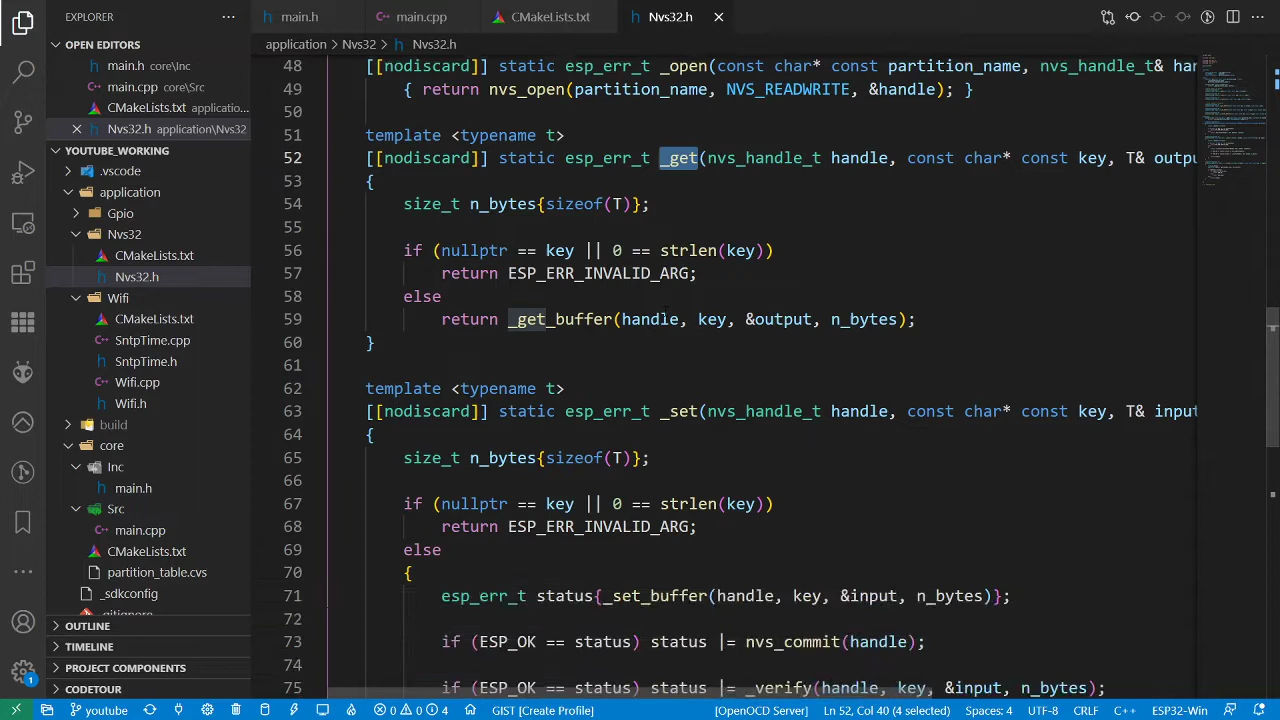 EXPLORER
main.h
main.cpp
CMakeLists.txt
Nvs32.h
application
Nvs32
Nvs32.h
OPEN EDITORS
main.h core\Inc
main.cpp core\Src
CMakeLists.txt applicatio...
Nvs32.h application\Nvs32
YOUTUBE_WORKING
.vscode
application
Gpio
Nvs32
CMakeLists.txt
Nvs32.h
Wifi
CMakeLists.txt
SntpTime.cpp
SntpTime.h
Wifi.cpp
Wifi.h
build
core
Inc
main.h
Src
main.cpp
CMakeLists.txt
partition_table.cvs
_sdkconfig
.gitignore
OUTLINE
TIMELINE
PROJECT COMPONENTS
CODETOUR
48 [[nodiscard]] static esp_err_t _open(const char* const partition_name, nvs_handle_t& han
49 { return nvs_open(partition_name, NVS_READWRITE, &handle); }
50
51 template <typename t>
52 [[nodiscard]] static esp_err_t _get(nvs_handle_t handle, const char* const key, T& outpu
53 {
54 size_t n_bytes{sizeof(T)};
55
56 if (nullptr == key || 0 == strlen(key))
57 return ESP_ERR_INVALID_ARG;
58 else
59 return _get_buffer(handle, key, &output, n_bytes);
60 }
61
62 template <typename t>
63 [[nodiscard]] static esp_err_t _set(nvs_handle_t handle, const char* const key, T& input
64 {
65 size_t n_bytes{sizeof(T)};
66
67 if (nullptr == key || 0 == strlen(key))
68 return ESP_ERR_INVALID_ARG;
69 else
70 {
71 esp_err_t status{_set_buffer(handle, key, &input, n_bytes)};
72
73 if (ESP_OK == status) status |= nvs_commit(handle);
74
75 if (ESP_OK == status) status |= _verify(handle, key, &input, n_bytes);
1
youtube
0 0 4
GIST [Create Profile]
[OpenOCD Server]
Ln 52, Col 40 (4 selected)
Spaces: 4
UTF-8
CRLF
C++
ESP32-Win